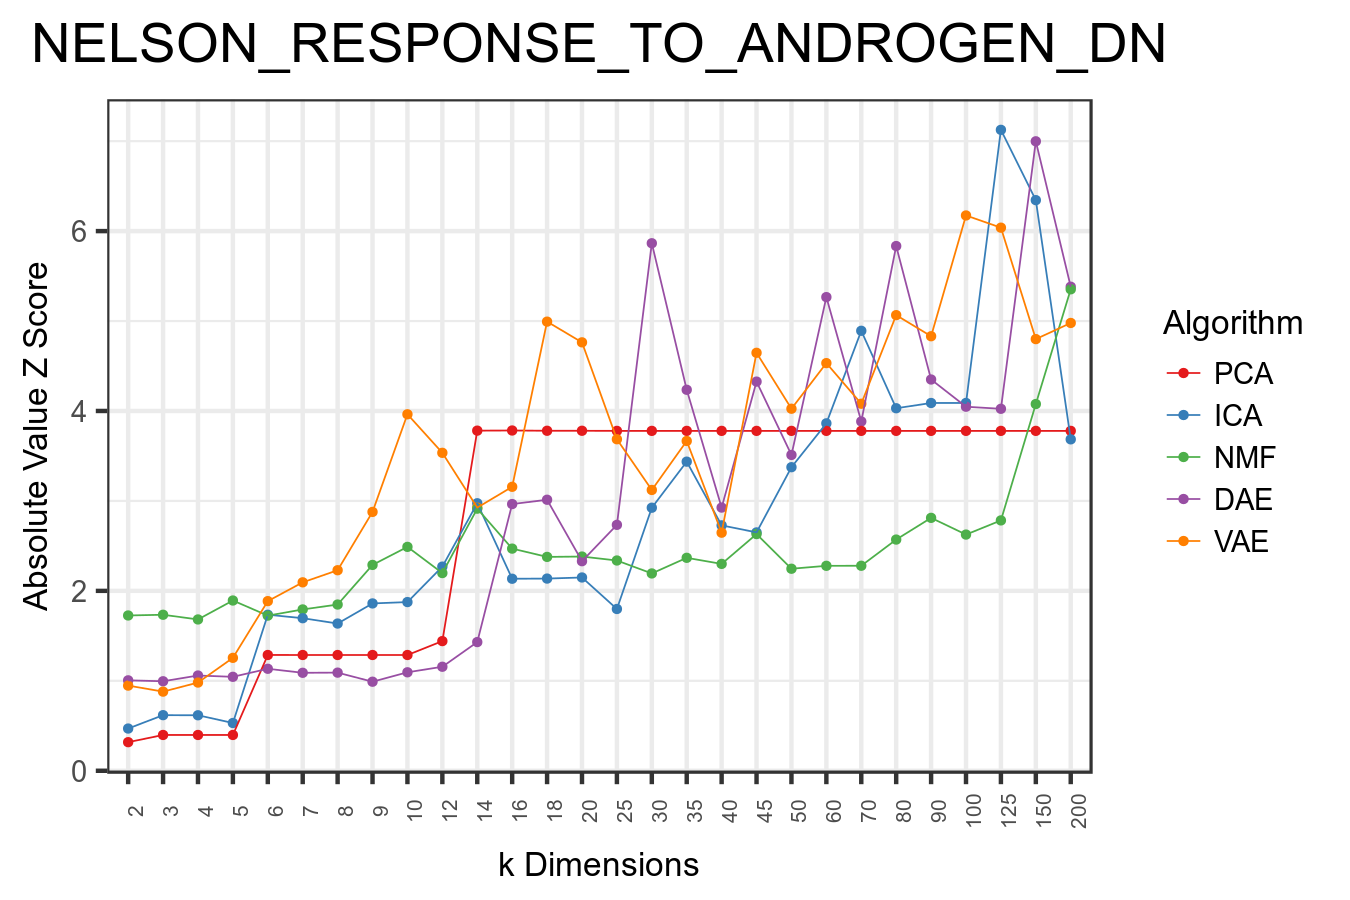 NELSON_RESPONSE_TO_ANDROGEN_DN
Absolute Value Z Score
6
4
2
0
2 3 4 5 6 7 8 9 10 12 14 16 18 20 25 30 35 40 45 50 60 70 80 90 100 125 150 200
k Dimensions
Algorithm
PCA
ICA
NMF
DAE
VAE